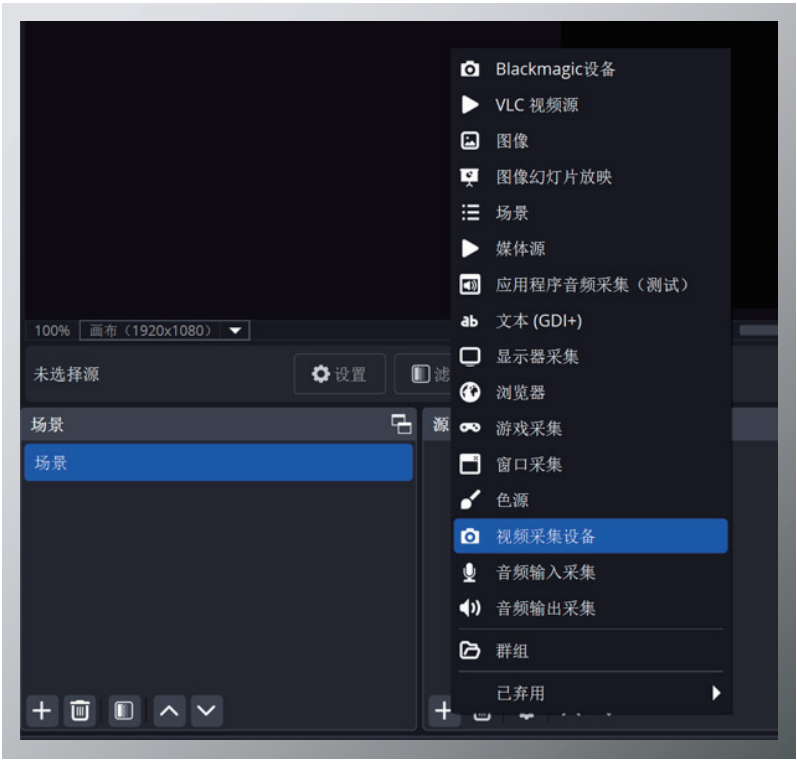 Blackmagic设备
VLC 视频源
图像
图像幻灯片放映
场景
媒体源
应用程序音频采集（测试）
ab 文本 (GDI+)
显示器采集
浏览器
游戏采集
窗口采集
色源
视频采集设备
音频输入采集
音频输出采集
群组
已弃用
100% 画布（1920x1080）
未选择源
设置
滤
场景
源
场景